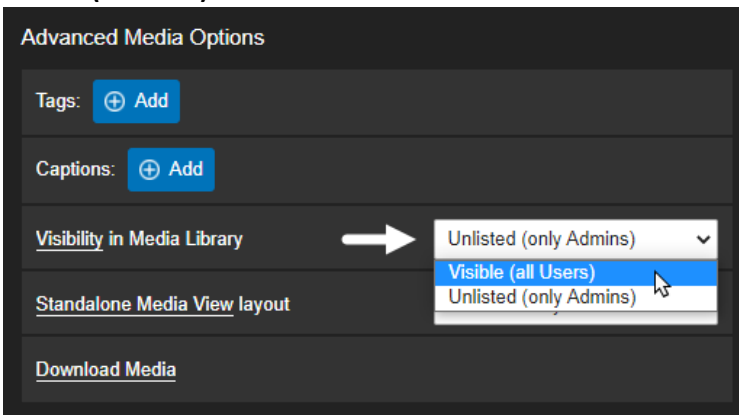 Advanced Media Options
Tags: Add
Captions: Add
Visibility in Media Library Unlisted (only Admins)
Visible (all Users)
Standalone Media View layout Unlisted (only Admins)
Download Media